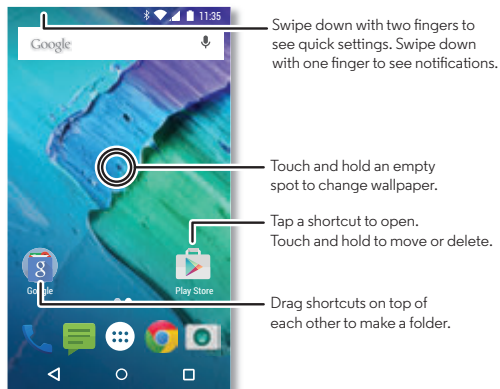 11:35
Google
Swipe down with two fingers to
see quick settings. Swipe down
with one finger to see notifications.
Touch and hold an empty
spot to change wallpaper.
Tap a shortcut to open.
Touch and hold to move or delete.
g
Google
Play Store
Drag shortcuts on top of
each other to make a folder.